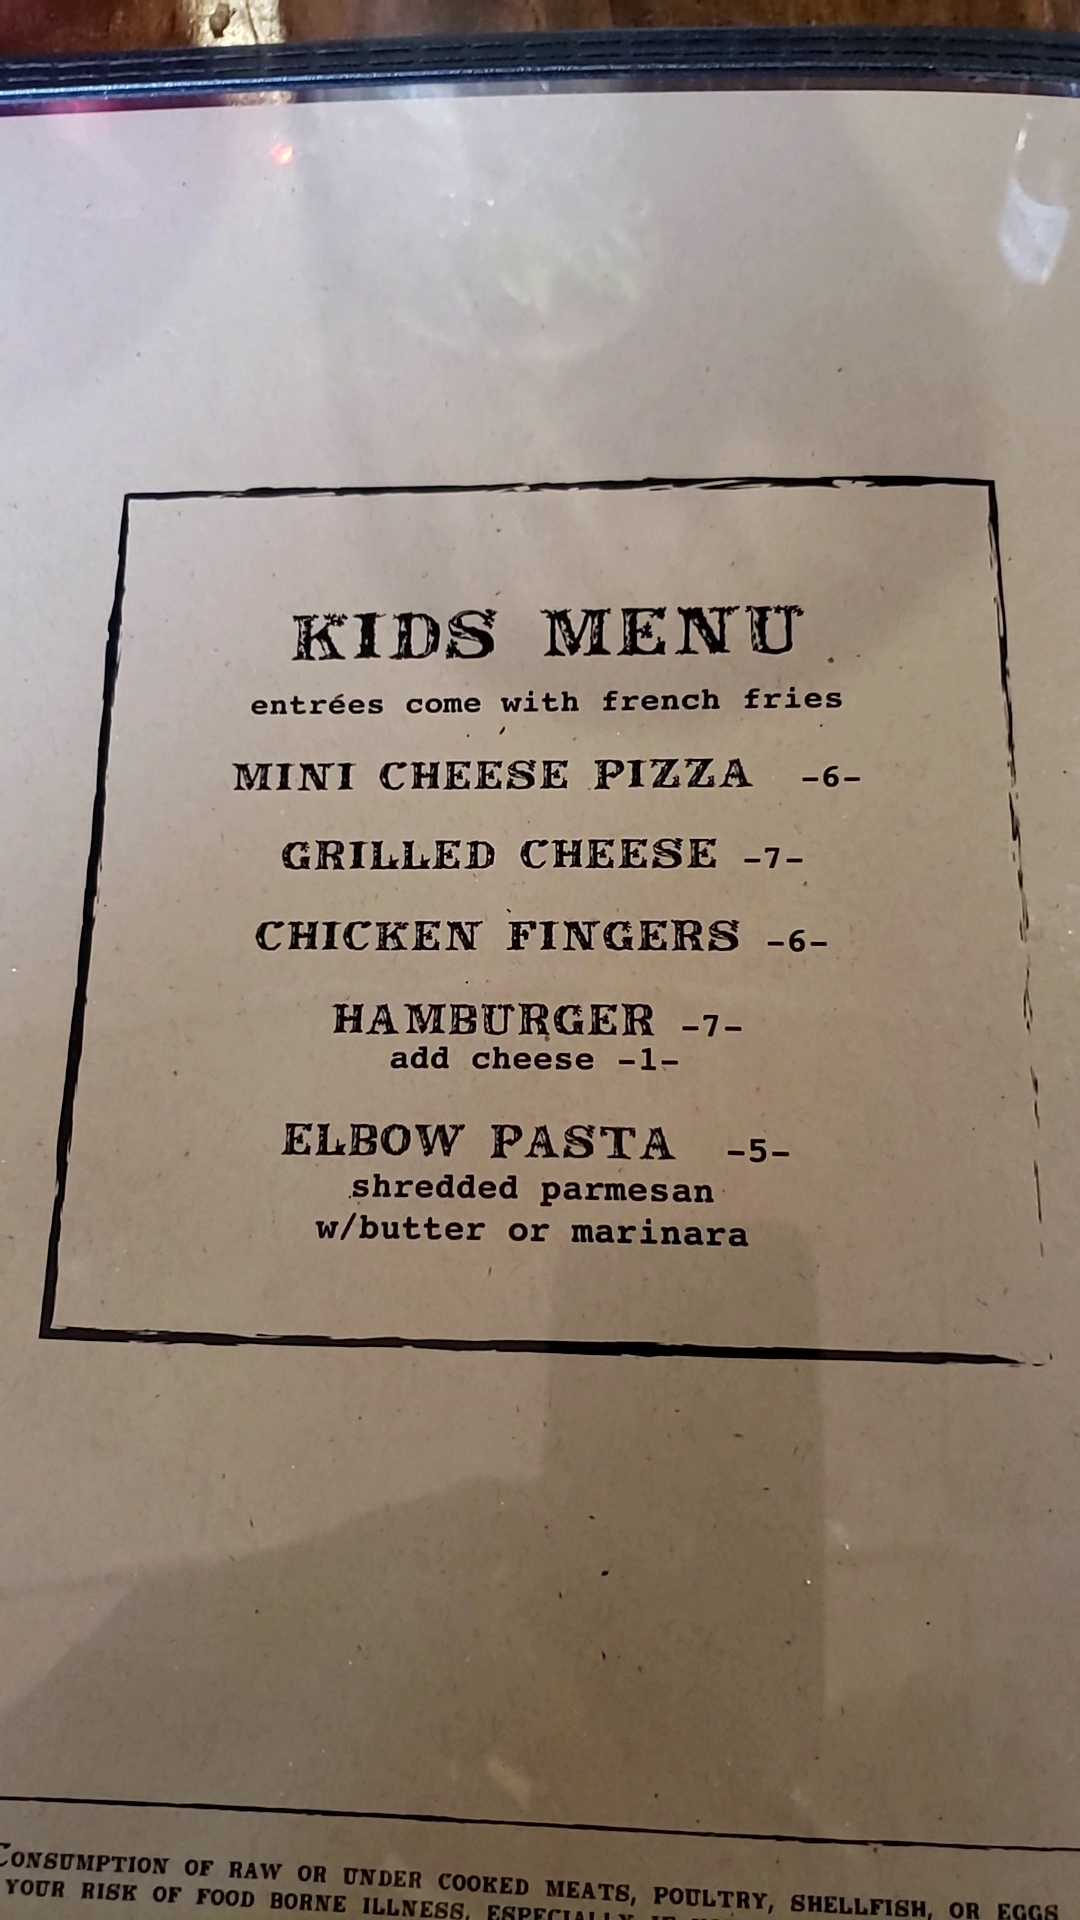 KIDS MENU
entrées come with french fries
MINI CHEESE PIZZA -6-
GRILLED CHEESE -7-
CHICKEN FINGERS -6-
HAMBURGER -7-
add cheese -1-
ELBOW PASTA -5-
shredded parmesan
w/butter or marinara
CONSUMPTION OF RAW OR UNDER COOKED MEATS, POULTRY, SHELLFISH, OR EGGS
YOUR RISK OF FOOD BORNE ILLNESS, ESPECIALLY